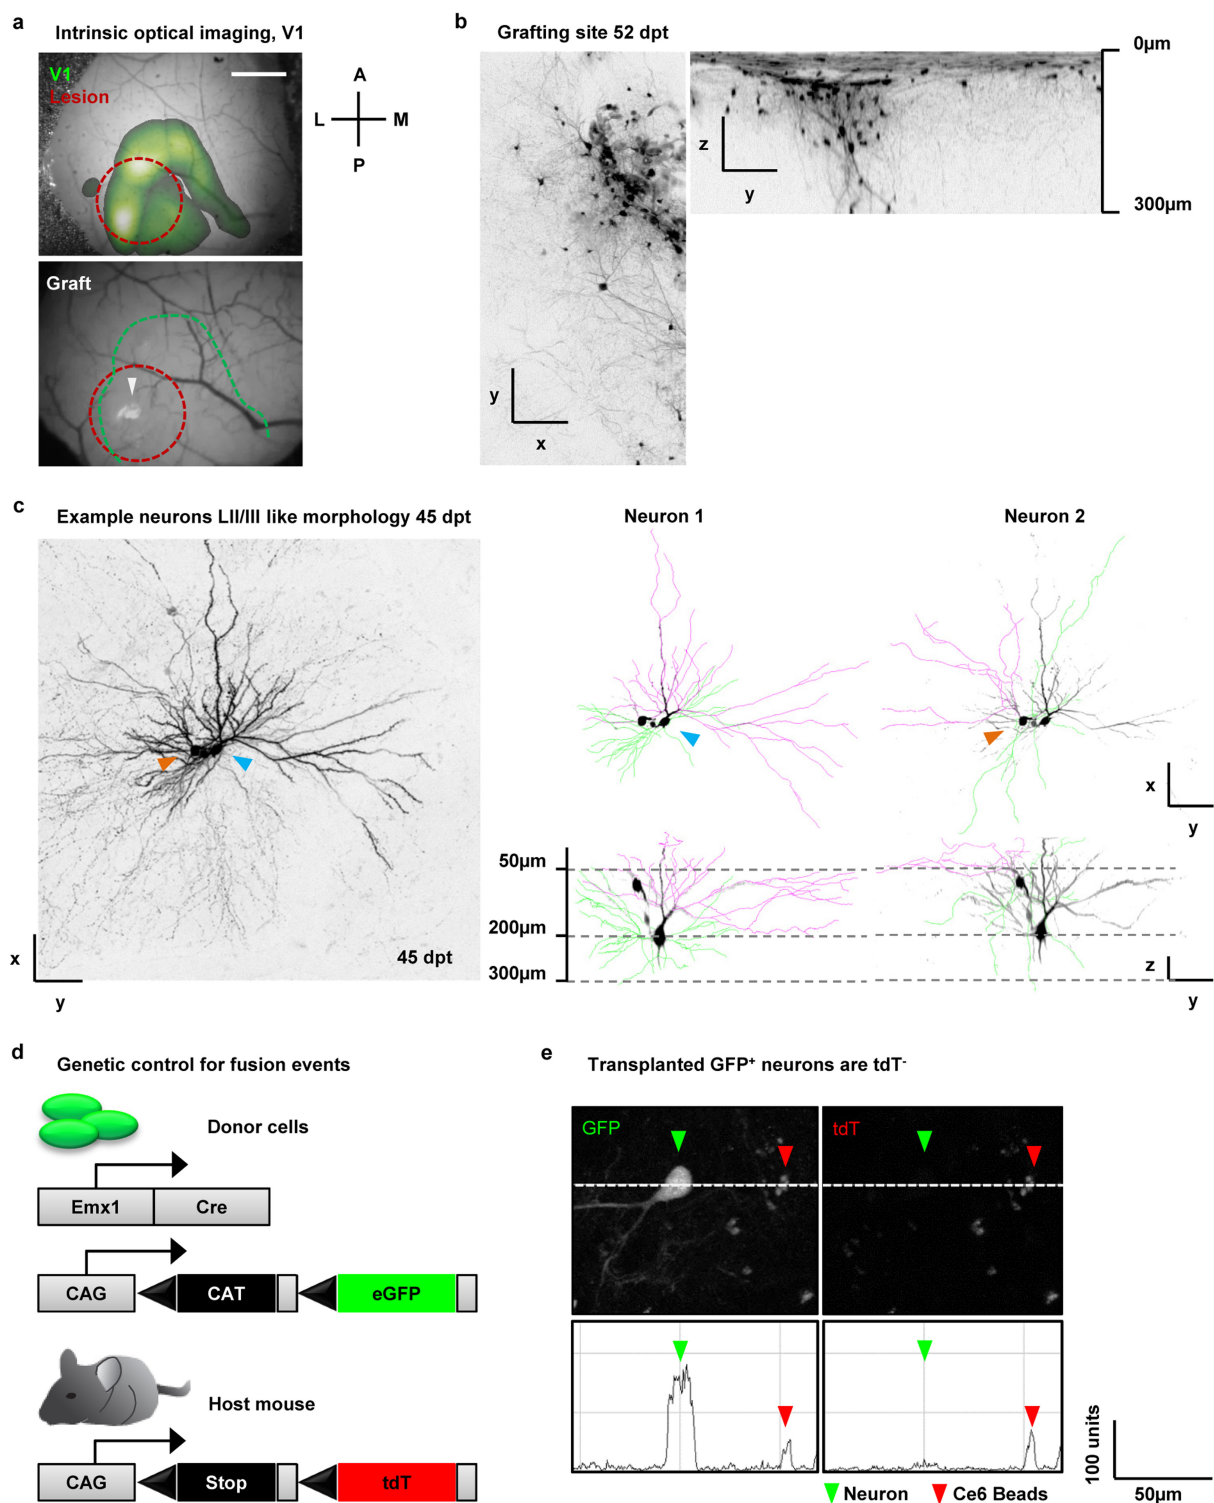 a
Intrinsic optical imaging, V1
V1
Lesion
A
L
M
P
Graft
b
Grafting site 52 dpt
y
x
z
y
0µm
300µm
c
Example neurons LII/III like morphology 45 dpt
45 dpt
x
y
Neuron 1
Neuron 2
x
y
50µm
200µm
300µm
z
y
d
Genetic control for fusion events
Donor cells
Emx1 Cre
CAG CAT eGFP
Host mouse
CAG Stop tdT
e
Transplanted GFP+ neurons are tdT-
GFP
tdT
100 units
50µm
Neuron Ce6 Beads